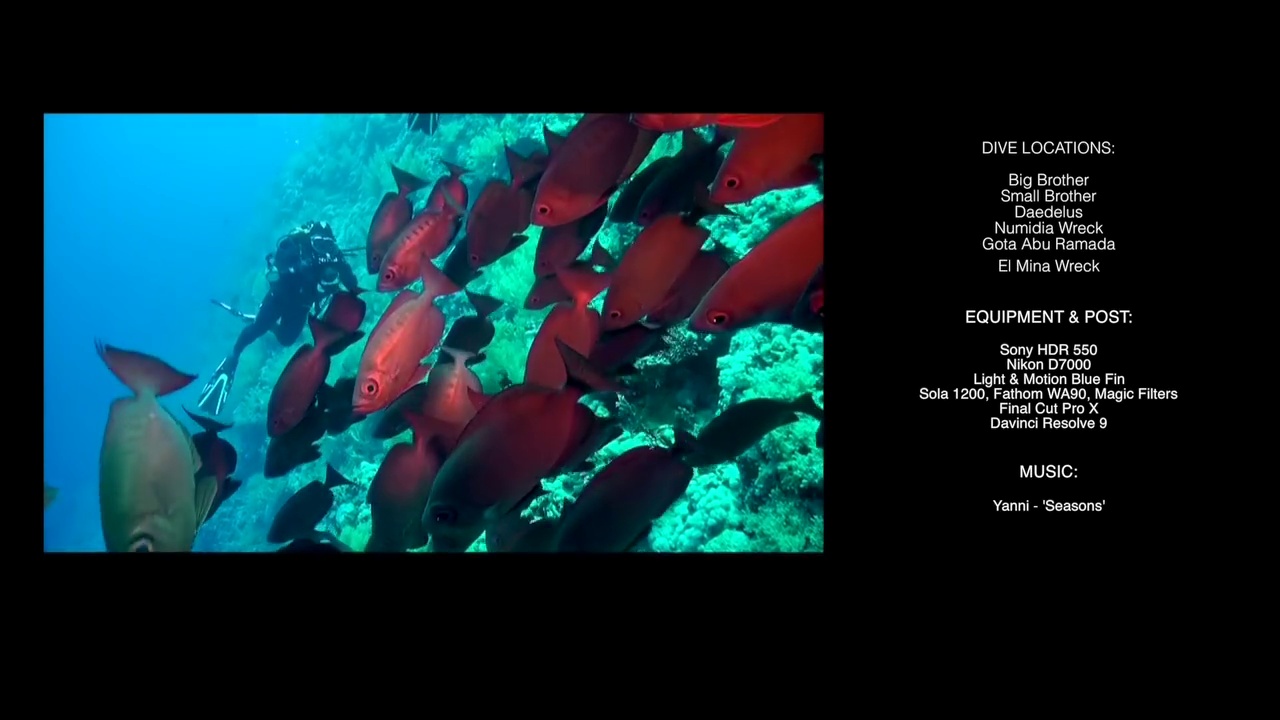 DIVE LOCATIONS:
Big Brother
Small Brother
Daedelus
Numidia Wreck
Gota Abu Ramada
El Mina Wreck
EQUIPMENT & POST:
Sony HDR 550
Nikon D7000
Light & Motion Blue Fin
Sola 1200, Fathom WA90, Magic Filters
Final Cut Pro X
Davinci Resolve 9
MUSIC:
Yanni - 'Seasons'